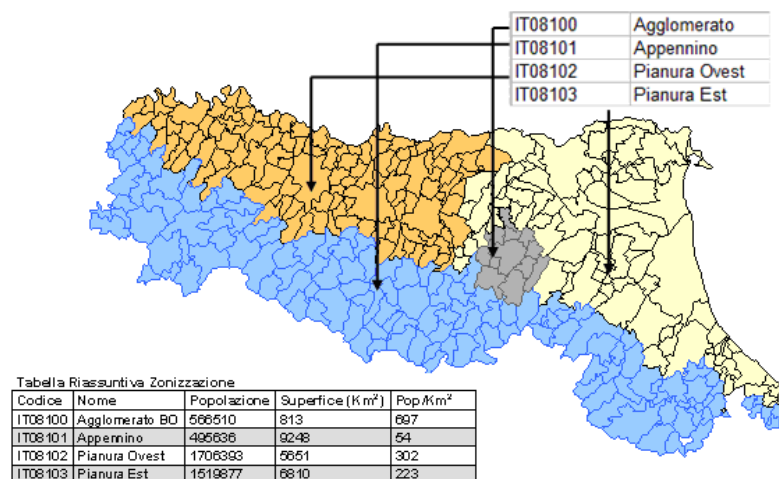 IT08100 Agglomerato
IT08101 Appennino
IT08102 Pianura Ovest
IT08103 Pianura Est
Tabella Riassuntiva Zonizzazione
Codice Nome Popolazione Superfice (Km²) Pop/Km²
IT08100 Agglomerato BO 566510 813 697
IT08101 Appennino 495636 9248 54
IT08102 Pianura Ovest 1706393 5651 302
IT08103 Pianura Est 1519877 6810 223